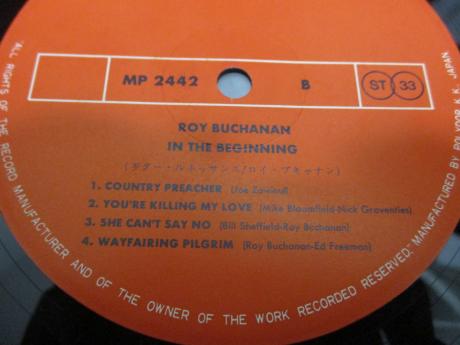 MP 2442 B ST 33
ROY BUCHANAN
IN THE BEGINNING
(ギター・ルネッサンス/ロイ・ブキャナン)
1. COUNTRY PREACHER (Joe Zawinul)
2. YOU'RE KILLING MY LOVE (Mike Bloomfield-Nick Graventies)
3. SHE CAN'T SAY NO (Bill Sheffield-Roy Buchanan)
4. WAYFAIRING PILGRIM (Roy Buchanan-Ed Freeman)
MANUFACTURED BY POLYDOR K.K. JAPAN
"ALL RIGHTS OF THE RECORD MANUFACTURER AND OF THE OWNER OF THE WORK RECORDED RESERVED."